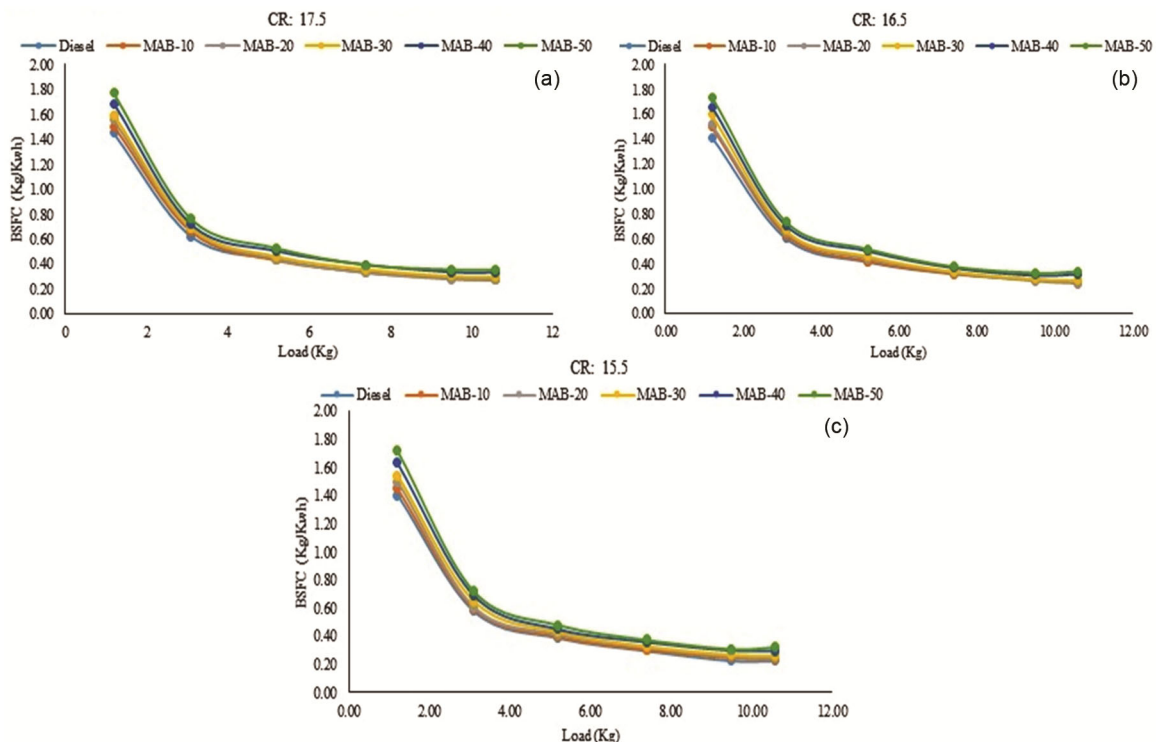 CR: 17.5
Diesel MAB-10 MAB-20 MAB-30 MAB-40 MAB-50
(a)
BSFC (Kg/Kwh)
2.00
1.80
1.60
1.40
1.20
1.00
0.80
0.60
0.40
0.20
0.00
0 2 4 6 8 10 12
Load (Kg)
CR: 16.5
Diesel MAB-10 MAB-20 MAB-30 MAB-40 MAB-50
(b)
BSFC (Kg/Kwh)
2.00
1.80
1.60
1.40
1.20
1.00
0.80
0.60
0.40
0.20
0.00
0.00 2.00 4.00 6.00 8.00 10.00 12.00
Load (Kg)
CR: 15.5
Diesel MAB-10 MAB-20 MAB-30 MAB-40 MAB-50
(c)
BSFC (Kg/Kwh)
2.00
1.80
1.60
1.40
1.20
1.00
0.80
0.60
0.40
0.20
0.00
0.00 2.00 4.00 6.00 8.00 10.00 12.00
Load (Kg)